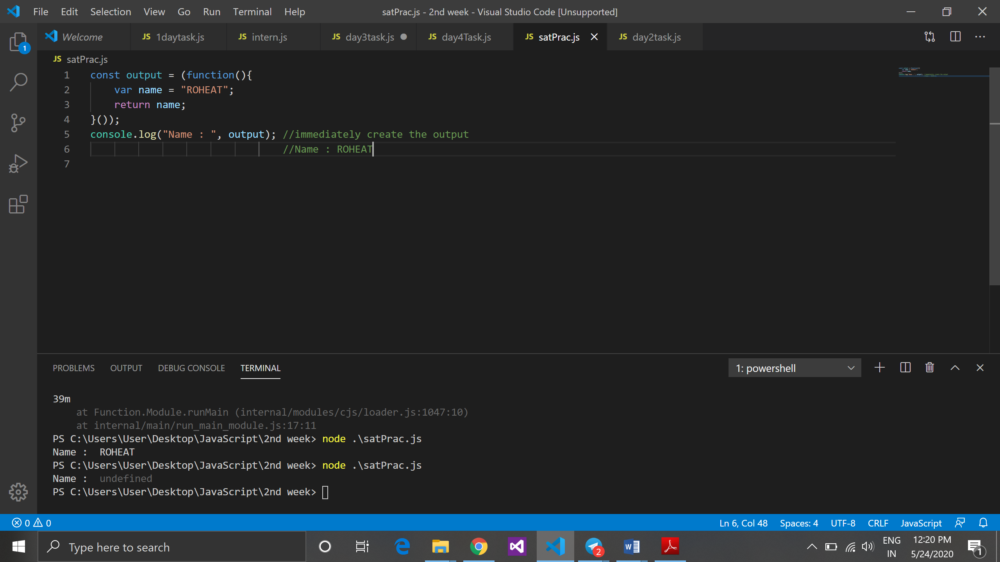 File Edit Selection View Go Run Terminal Help
satPrac.js - 2nd week - Visual Studio Code [Unsupported]
1
Welcome
JS 1daytask.js
JS intern.js
JS day3task.js
JS day4Task.js
JS satPrac.js
JS day2task.js
JS satPrac.js
1 const output = (function(){
2 var name = "ROHEAT";
3 return name;
4 }());
5 console.log("Name : ", output); //immediately create the output
6 //Name : ROHEAT
7
PROBLEMS OUTPUT DEBUG CONSOLE TERMINAL
1: powershell
39m
at Function.Module.runMain (internal/modules/cjs/loader.js:1047:10)
at internal/main/run_main_module.js:17:11
PS C:\Users\User\Desktop\JavaScript\2nd week> node .\satPrac.js
Name :  ROHEAT
PS C:\Users\User\Desktop\JavaScript\2nd week> node .\satPrac.js
Name :  undefined
PS C:\Users\User\Desktop\JavaScript\2nd week>
0 0
Ln 6, Col 48 Spaces: 4 UTF-8 CRLF JavaScript
Type here to search
2
W
ENG
IN
12:20 PM
5/24/2020
1